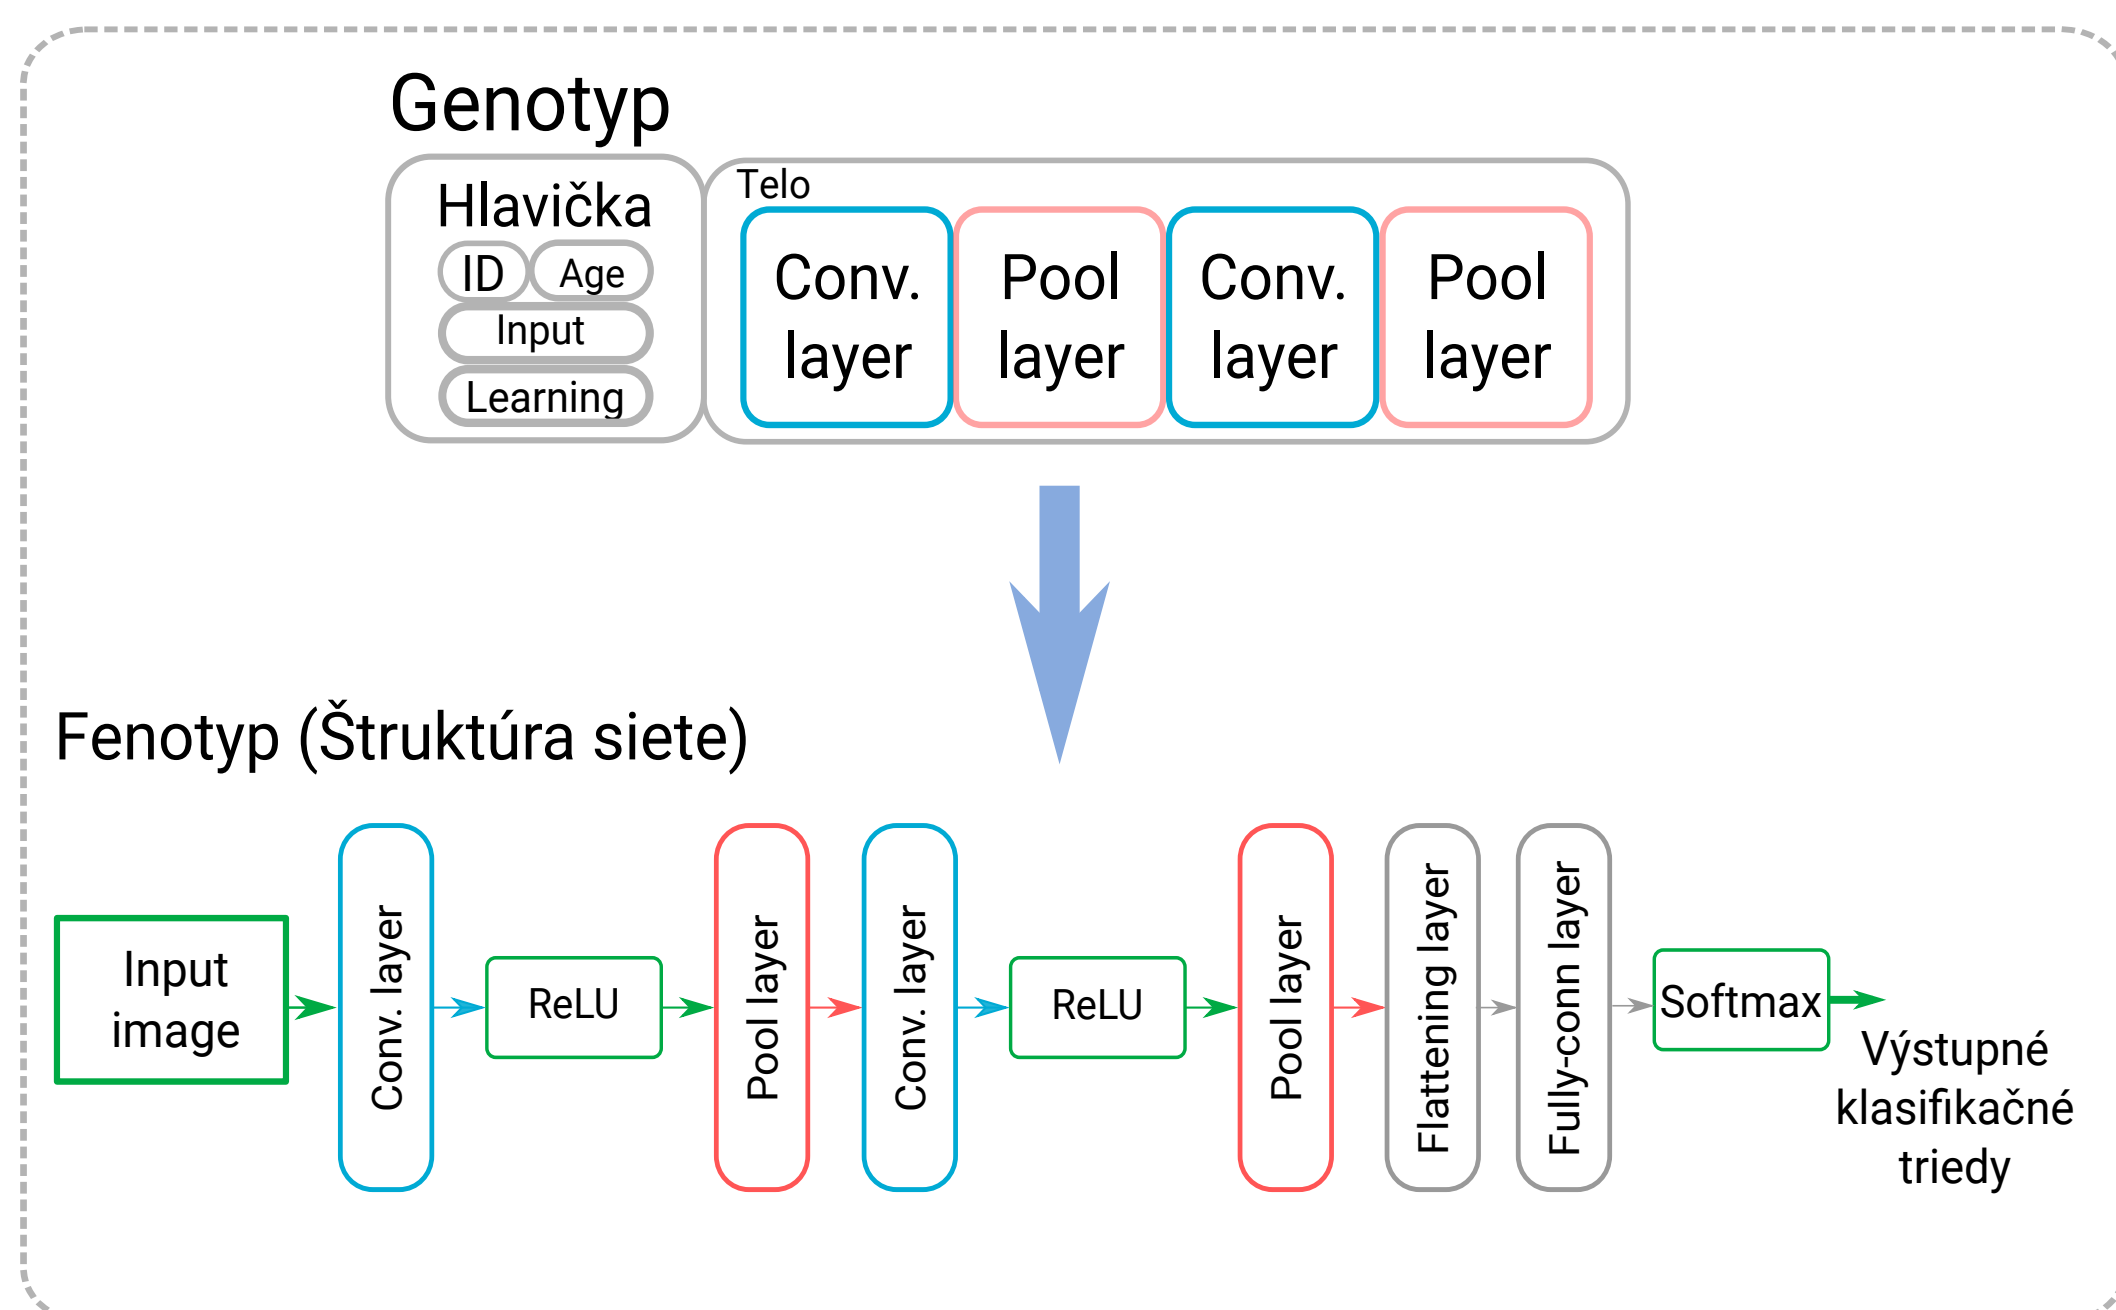 Genotyp
Hlavička
ID
Age
Input
Learning
Telo
Conv.
layer
Pool
layer
Conv.
layer
Pool
layer
Fenotyp (Štruktúra siete)
Input
image
Conv. layer
ReLU
Pool layer
Conv. layer
ReLU
Pool layer
Flattening layer
Fully-conn layer
Softmax
Výstupné
klasifikačné
triedy